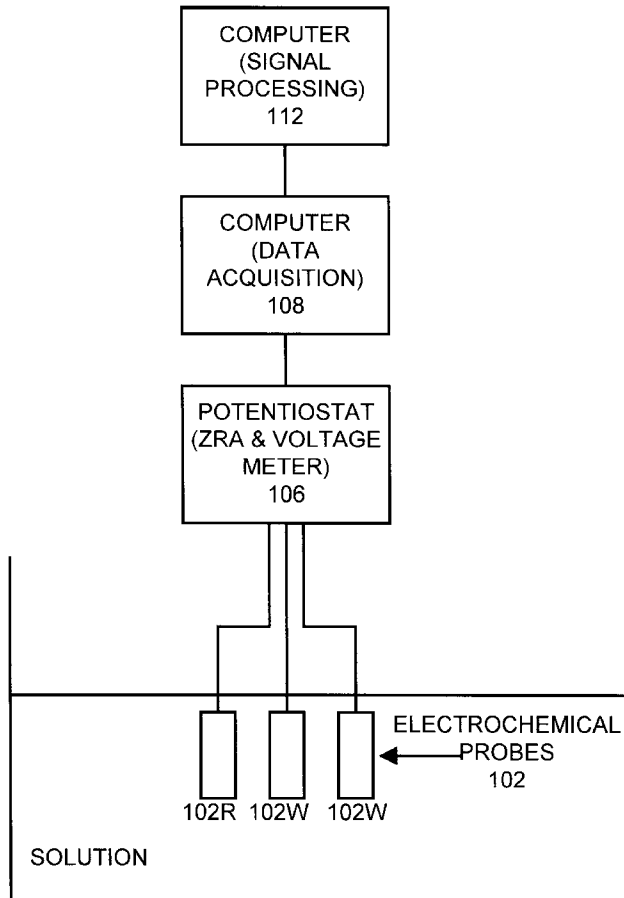 COMPUTER
(SIGNAL
PROCESSING)
112
COMPUTER
(DATA
ACQUISITION)
108
POTENTIOSTAT
(ZRA & VOLTAGE
METER)
106
ELECTROCHEMICAL
PROBES
102
102R 102W 102W
SOLUTION